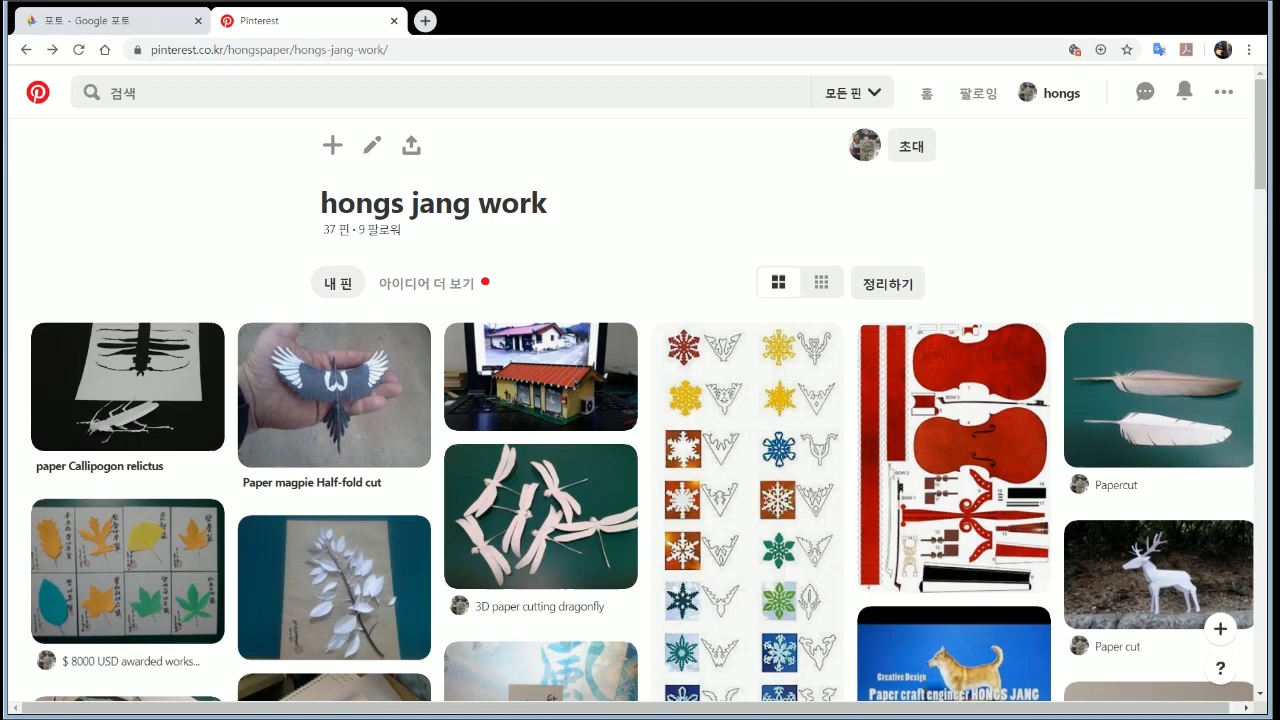 포토 - Google 포토
Pinterest
pinterest.co.kr/hongspaper/hongs-jang-work/
검색
모든 핀
홈
팔로잉
hongs
초대
hongs jang work
37 핀 • 9 팔로워
내 핀
아이디어 더 보기
정리하기
paper Callipogon relictus
Paper magpie Half-fold cut
Papercut
3D paper cutting dragonfly
$ 8000 USD awarded works...
Paper cut
Creative Design
Paper craft engineer HONGS JANG
?